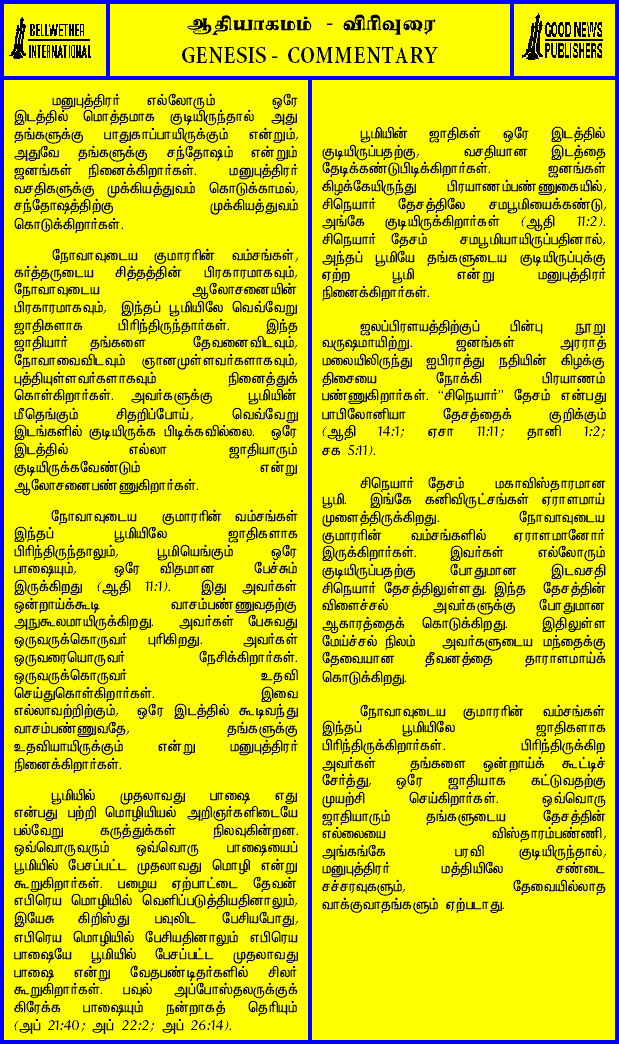 BELLWETHER
INTERNATIONAL
ஆதியாகமம் - விரிவுரை
GENESIS - COMMENTARY
GOOD NEWS
PUBLISHERS
மனுபுத்திரர் எல்லோரும் ஒரே
இடத்தில் மொத்தமாக குடியிருந்தால் அது
தங்களுக்கு பாதுகாப்பாயிருக்கும் என்றும்,
அதுவே தங்களுக்கு சந்தோஷம் என்றும்
ஜனங்கள் நினைக்கிறார்கள். மனுபுத்திரர்
வசதிகளுக்கு முக்கியத்துவம் கொடுக்காமல்,
சந்தோஷத்திற்கு முக்கியத்துவம்
கொடுக்கிறார்கள்.
நோவாவுடைய குமாரரின் வம்சங்கள்,
கர்த்தருடைய சித்தத்தின் பிரகாரமாகவும்,
நோவாவுடைய ஆலோசனையின்
பிரகாரமாகவும், இந்தப் பூமியிலே வெவ்வேறு
ஜாதிகளாக பிரிந்திருந்தார்கள். இந்த
ஜாதியார் தங்களை தேவனைவிடவும்,
நோவாவைவிடவும் ஞானமுள்ளவர்களாகவும்,
புத்தியுள்ளவர்களாகவும் நினைத்துக்
கொள்கிறார்கள். அவர்களுக்கு பூமியின்
மீதெங்கும் சிதறிப்போய், வெவ்வேறு
இடங்களில் குடியிருக்க பிடிக்கவில்லை. ஒரே
இடத்தில் எல்லா ஜாதியாரும்
குடியிருக்கவேண்டும் என்று
ஆலோசனைபண்ணுகிறார்கள்.
நோவாவுடைய குமாரரின் வம்சங்கள்
இந்தப் பூமியிலே ஜாதிகளாக
பிரிந்திருந்தாலும், பூமியெங்கும் ஒரே
பாஷையும், ஒரே விதமான பேச்சும்
இருக்கிறது (ஆதி 11:1). இது அவர்கள்
ஒன்றாய்க்கூடி வாசம்பண்ணுவதற்கு
அநுகூலமாயிருக்கிறது. அவர்கள் பேசுவது
ஒருவருக்கொருவர் புரிகிறது. அவர்கள்
ஒருவரையொருவர் நேசிக்கிறார்கள்.
ஒருவருக்கொருவர் உதவி
செய்துகொள்கிறார்கள். இவை
எல்லாவற்றிற்கும், ஒரே இடத்தில் கூடிவந்து
வாசம்பண்ணுவதே, தங்களுக்கு
உதவியாயிருக்கும் என்று மனுபுத்திரர்
நினைக்கிறார்கள்.
பூமியில் முதலாவது பாஷை எது
என்பது பற்றி மொழியியல் அறிஞர்களிடையே
பல்வேறு கருத்துக்கள் நிலவுகின்றன.
ஒவ்வொருவரும் ஒவ்வொரு பாஷையைப்
பூமியில் பேசப்பட்ட முதலாவது மொழி என்று
கூறுகிறார்கள். பழைய ஏற்பாட்டை தேவன்
எபிரெய மொழியில் வெளிப்படுத்தியதினாலும்,
இயேசு கிறிஸ்து பவுலிட பேசியபோது,
எபிரெய மொழியில் பேசியதினாலும் எபிரெய
பாஷையே பூமியில் பேசப்பட்ட முதலாவது
பாஷை என்று வேதபண்டிதர்களில் சிலர்
கூறுகிறார்கள். பவுல் அப்போஸ்தலருக்குக்
கிரேக்க பாஷையும் நன்றாகத் தெரியும்
(அப் 21:40; அப் 22:2; அப் 26:14).
பூமியின் ஜாதிகள் ஒரே இடத்தில்
குடியிருப்பதற்கு, வசதியான இடத்தை
தேடிக்கண்டுபிடிக்கிறார்கள். ஜனங்கள்
கிழக்கேயிருந்து பிரயாணம்பண்ணுகையில்,
சிநெயார் தேசத்திலே சமபூமியைக்கண்டு,
அங்கே குடியிருக்கிறார்கள் (ஆதி 11:2).
சிநெயார் தேசம் சமபூமியாயிருப்பதினால்,
அந்தப் பூமியே தங்களுடைய குடியிருப்புக்கு
ஏற்ற பூமி என்று மனுபுத்திரர்
நினைக்கிறார்கள்.
ஜலப்பிரளயத்திற்குப் பின்பு நூறு
வருஷமாயிற்று. ஜனங்கள் அரராத்
மலையிலிருந்து ஐபிராத்து நதியின் கிழக்கு
திசையை நோக்கி பிரயாணம்
பண்ணுகிறார்கள். “சிநெயார்” தேசம் என்பது
பாபிலோனியா தேசத்தைக் குறிக்கும்
(ஆதி 14:1; ஏசா 11:11; தானி 1:2;
சக 5:11).
சிநெயார் தேசம் மகாவிஸ்தாரமான
பூமி. இங்கே கனிவிருட்சங்கள் ஏராளமாய்
முளைத்திருக்கிறது. நோவாவுடைய
குமாரரின் வம்சங்களில் ஏராளமானோர்
இருக்கிறார்கள். இவர்கள் எல்லோரும்
குடியிருப்பதற்கு போதுமான இடவசதி
சிநெயார் தேசத்திலுள்ளது. இந்த தேசத்தின்
விளைச்சல் அவர்களுக்கு போதுமான
ஆகாரத்தைக் கொடுக்கிறது. இதிலுள்ள
மேய்ச்சல் நிலம் அவர்களுடைய மந்தைக்கு
தேவையான தீவனத்தை தாராளமாய்க்
கொடுக்கிறது.
நோவாவுடைய குமாரரின் வம்சங்கள்
இந்தப் பூமியிலே ஜாதிகளாக
பிரிந்திருக்கிறார்கள். பிரிந்திருக்கிற
அவர்கள் தங்களை ஒன்றாய்க் கூட்டிச்
சேர்த்து, ஒரே ஜாதியாக கட்டுவதற்கு
முயற்சி செய்கிறார்கள். ஒவ்வொரு
ஜாதியாரும் தங்களுடைய தேசத்தின்
எல்லையை விஸ்தாரம்பண்ணி,
அங்கங்கே பரவி குடியிருந்தால்,
மனுபுத்திரர் மத்தியிலே சண்டை
சச்சரவுகளும், தேவையில்லாத
வாக்குவாதங்களும் ஏற்படாது.